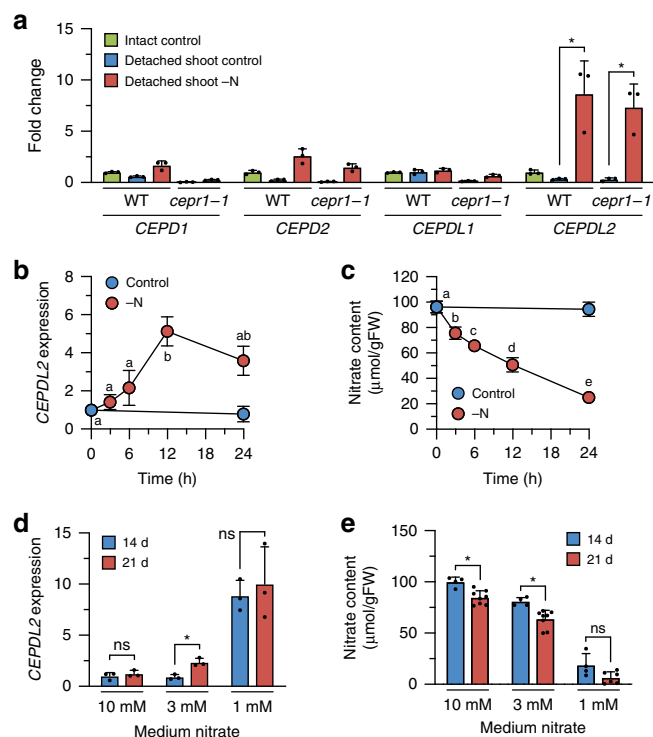 a
Fold change
15
10
5
0
Intact control
Detached shoot control
Detached shoot –N
*
*
WT
cepr1–1
WT
cepr1–1
WT
cepr1–1
WT
cepr1–1
CEPD1
CEPD2
CEPDL1
CEPDL2
b
CEPDL2 expression
8
6
4
2
0
Control
–N
a
a
a
b
ab
0
6
12
18
24
Time (h)
c
Nitrate content
(μmol/gFW)
120
100
80
60
40
20
0
a
b
c
d
e
Control
–N
0
6
12
18
24
Time (h)
d
CEPDL2 expression
15
10
5
0
14 d
21 d
ns
*
ns
10 mM
3 mM
1 mM
Medium nitrate
e
Nitrate content
(μmol/gFW)
150
100
50
0
14 d
21 d
*
*
ns
10 mM
3 mM
1 mM
Medium nitrate